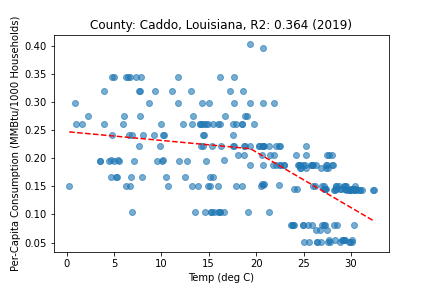 County: Caddo, Louisiana, R2: 0.364 (2019)
Per-Capita Consumption (MMBtu/1000 Households)
0.40
0.35
0.30
0.25
0.20
0.15
0.10
0.05
0 5 10 15 20 25 30
Temp (deg C)